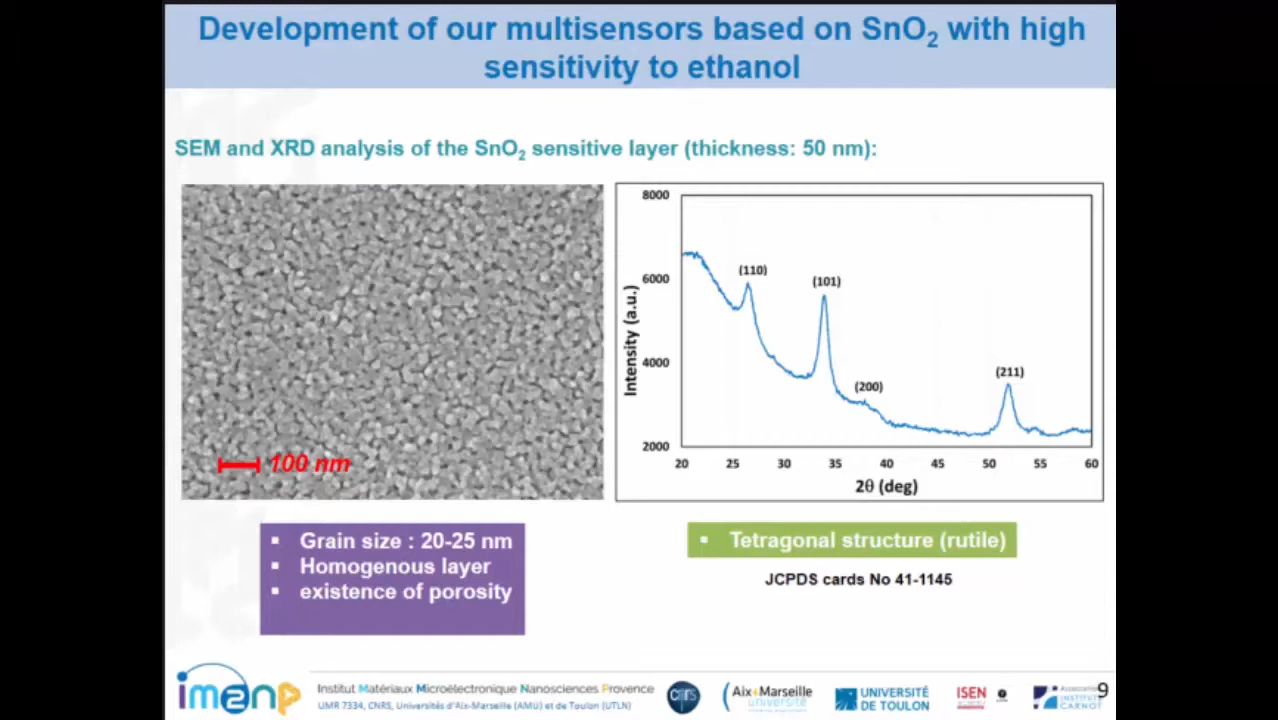 Development of our multisensors based on SnO₂ with high
sensitivity to ethanol
SEM and XRD analysis of the SnO₂ sensitive layer (thickness: 50 nm):
100 nm
8000
6000
4000
2000
Intensity (a.u.)
(110)
(101)
(200)
(211)
20 25 30 35 40 45 50 55 60
2θ (deg)
▪ Grain size : 20-25 nm
▪ Homogenous layer
▪ existence of porosity
▪ Tetragonal structure (rutile)
JCPDS cards No 41-1145
im2np
Institut Matériaux Microélectronique Nanosciences Provence
UMR 7334, CNRS, Universités d'Aix-Marseille (AMU) et de Toulon (UTLN)
cnrs
Aix+Marseille
université
UNIVERSITÉ
DE TOULON
ISEN
INSTITUT
CARNOT
9